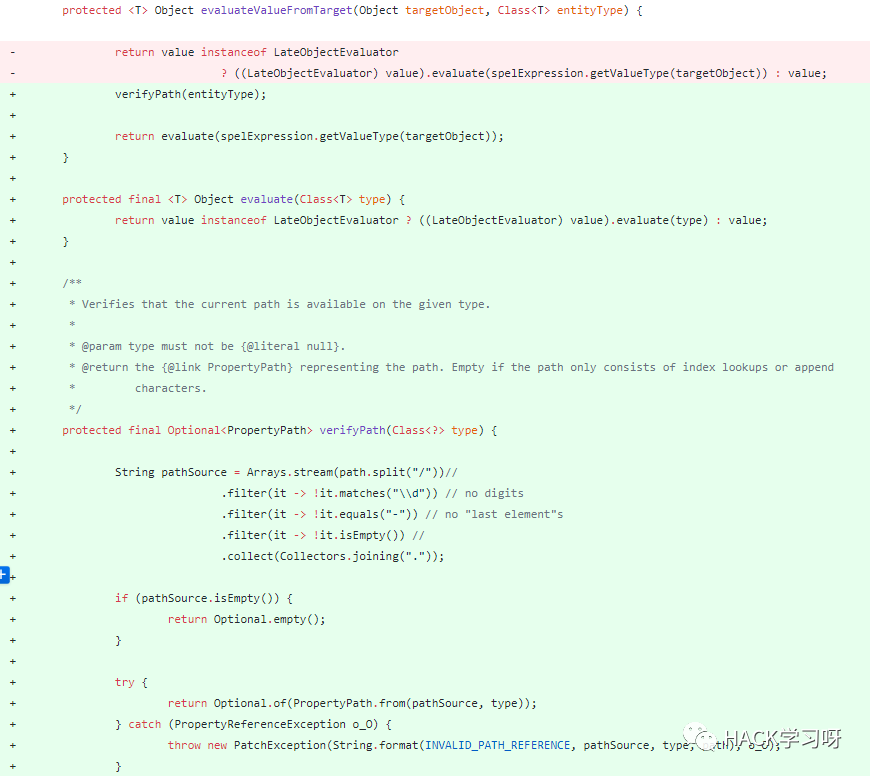 protected <T> Object evaluateValueFromTarget(Object targetObject, Class<T> entityType) {
- return value instanceof LateObjectEvaluator
- ? ((LateObjectEvaluator) value).evaluate(spelExpression.getValueType(targetObject)) : value;
+ verifyPath(entityType);
+
+ return evaluate(spelExpression.getValueType(targetObject));
+ }
+
+ protected final <T> Object evaluate(Class<T> type) {
+ return value instanceof LateObjectEvaluator ? ((LateObjectEvaluator) value).evaluate(type) : value;
+ }
+
+ /**
+ * Verifies that the current path is available on the given type.
+ *
+ * @param type must not be {@literal null}.
+ * @return the {@link PropertyPath} representing the path. Empty if the path only consists of index lookups or append
+ * characters.
+ */
+ protected final Optional<PropertyPath> verifyPath(Class<?> type) {
+
+ String pathSource = Arrays.stream(path.split("/"))//
+ .filter(it -> !it.matches("\\d")) // no digits
+ .filter(it -> !it.equals("-")) // no "last element"s
+ .filter(it -> !it.isEmpty()) //
+ .collect(Collectors.joining("."));
+
+ if (pathSource.isEmpty()) {
+ return Optional.empty();
+ }
+
+ try {
+ return Optional.of(PropertyPath.from(pathSource, type));
+ } catch (PropertyReferenceException o_O) {
+ throw new PatchException(String.format(INVALID_PATH_REFERENCE, pathSource, type, o_O);
+ }
HACK学习呀